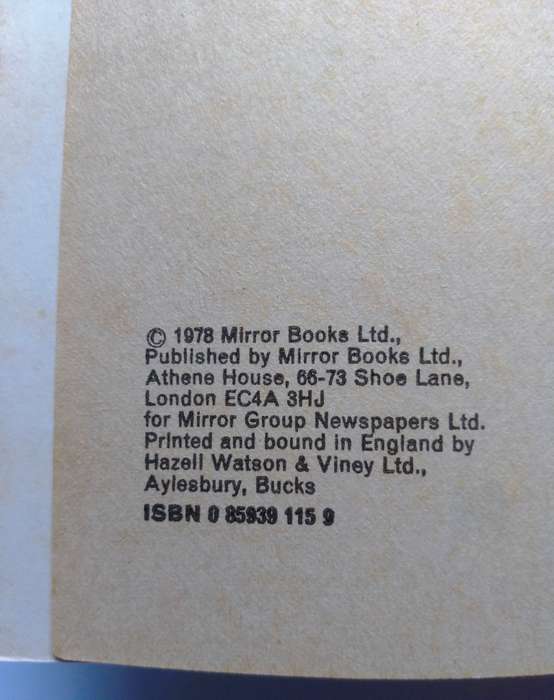 © 1978 Mirror Books Ltd.,
Published by Mirror Books Ltd.,
Athene House, 66-73 Shoe Lane,
London EC4A 3HJ
for Mirror Group Newspapers Ltd.
Printed and bound in England by
Hazell Watson & Viney Ltd.,
Aylesbury, Bucks
ISBN 0 85939 115 9